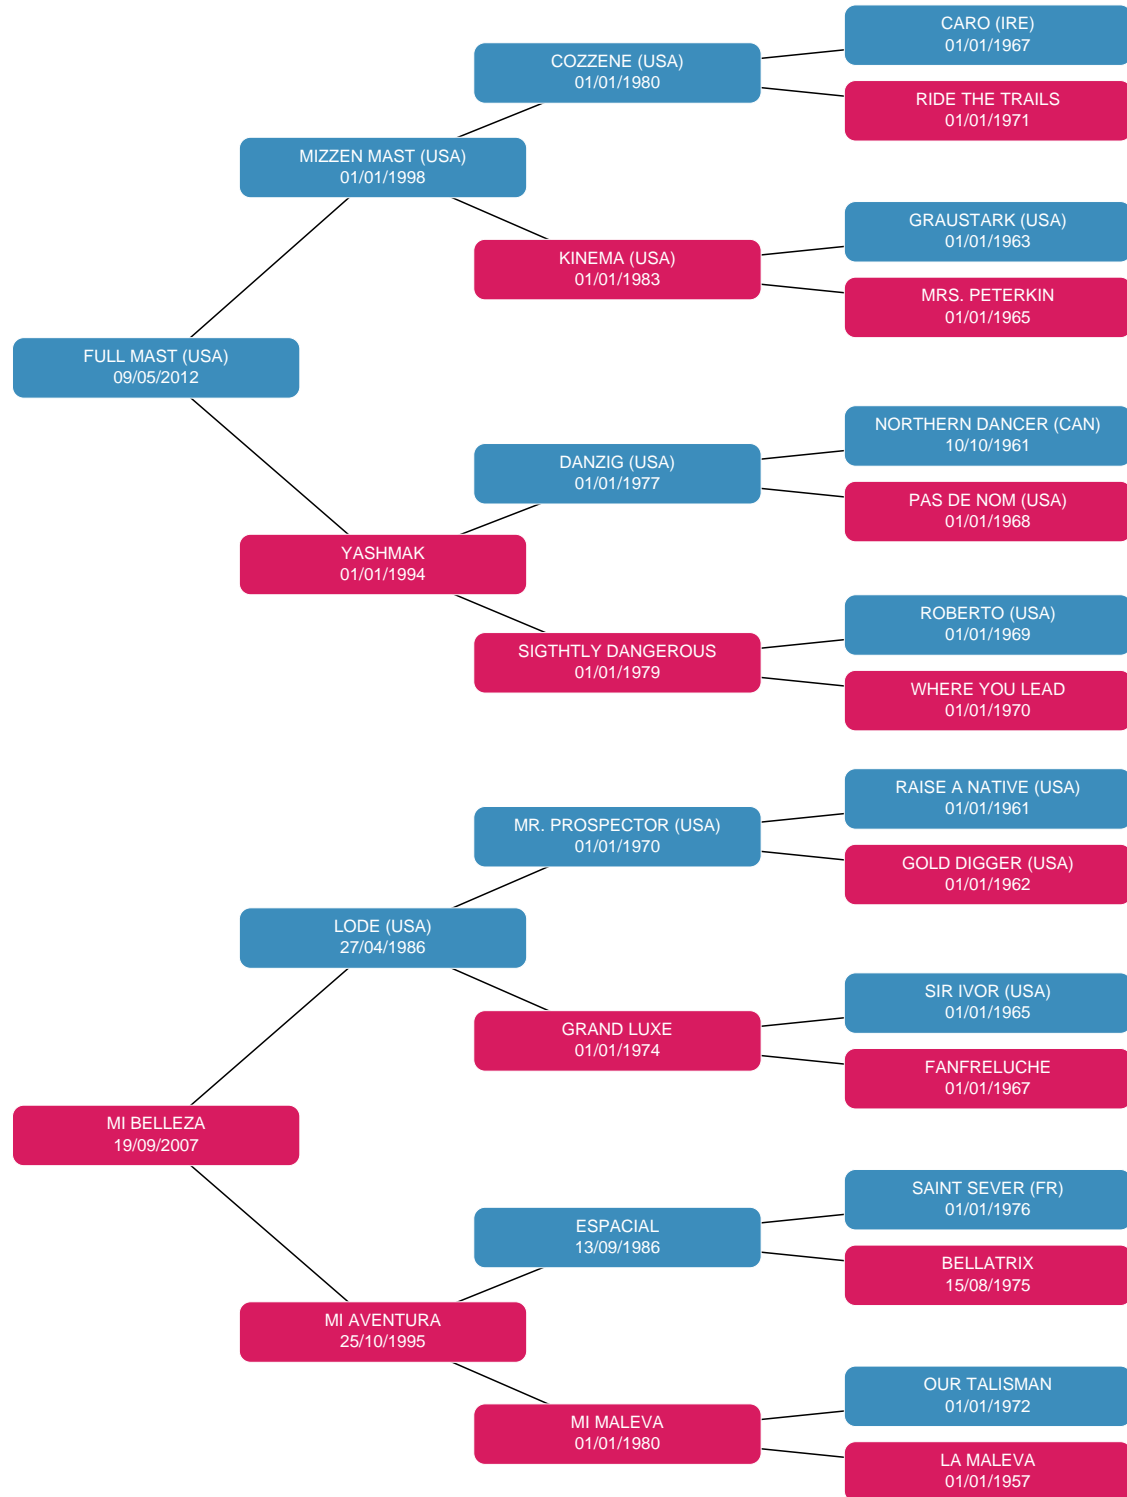 CARO (IRE)
01/01/1967
COZZENE (USA)
01/01/1980
RIDE THE TRAILS
01/01/1971
MIZZEN MAST (USA)
01/01/1998
GRAUSTARK (USA)
01/01/1963
KINEMA (USA)
01/01/1983
MRS. PETERKIN
01/01/1965
FULL MAST (USA)
09/05/2012
NORTHERN DANCER (CAN)
10/10/1961
DANZIG (USA)
01/01/1977
PAS DE NOM (USA)
01/01/1968
YASHMAK
01/01/1994
ROBERTO (USA)
01/01/1969
SIGTHTLY DANGEROUS
01/01/1979
WHERE YOU LEAD
01/01/1970
RAISE A NATIVE (USA)
01/01/1961
MR. PROSPECTOR (USA)
01/01/1970
GOLD DIGGER (USA)
01/01/1962
LODE (USA)
27/04/1986
SIR IVOR (USA)
01/01/1965
GRAND LUXE
01/01/1974
FANFRELUCHE
01/01/1967
MI BELLEZA
19/09/2007
SAINT SEVER (FR)
01/01/1976
ESPACIAL
13/09/1986
BELLATRIX
15/08/1975
MI AVENTURA
25/10/1995
OUR TALISMAN
01/01/1972
MI MALEVA
01/01/1980
LA MALEVA
01/01/1957